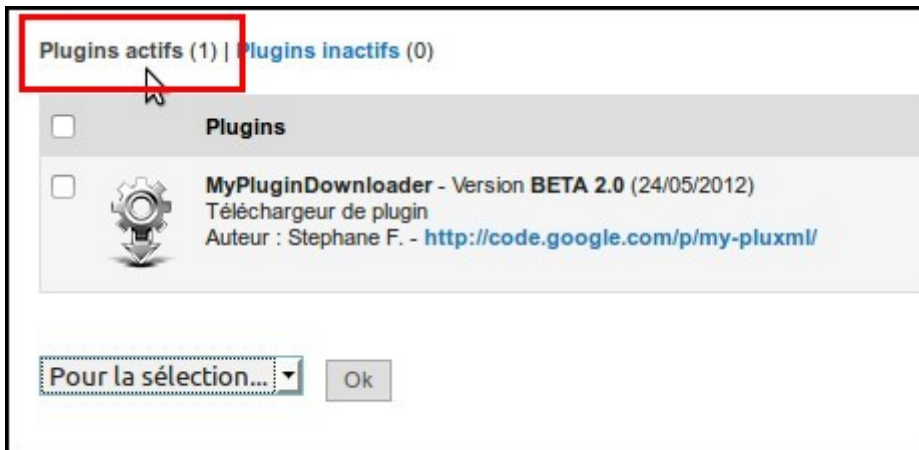 Plugins actifs (1) | Plugins inactifs (0)
Plugins
MyPluginDownloader - Version BETA 2.0 (24/05/2012)
Téléchargeur de plugin
Auteur : Stephane F. - http://code.google.com/p/my-pluxml/
Pour la sélection... Ok